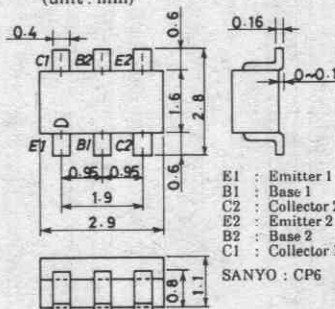 (unit : mm)
0.4
C1 B2 E2
0.6
1.6
2.8
0.6
E1 B1 C2
0.95 0.95
1.9
2.9
0.16
0~0.1
E1 : Emitter 1
B1 : Base 1
C2 : Collector 2
E2 : Emitter 2
B2 : Base 2
C1 : Collector 1
SANYO : CP6
0.8
1.1